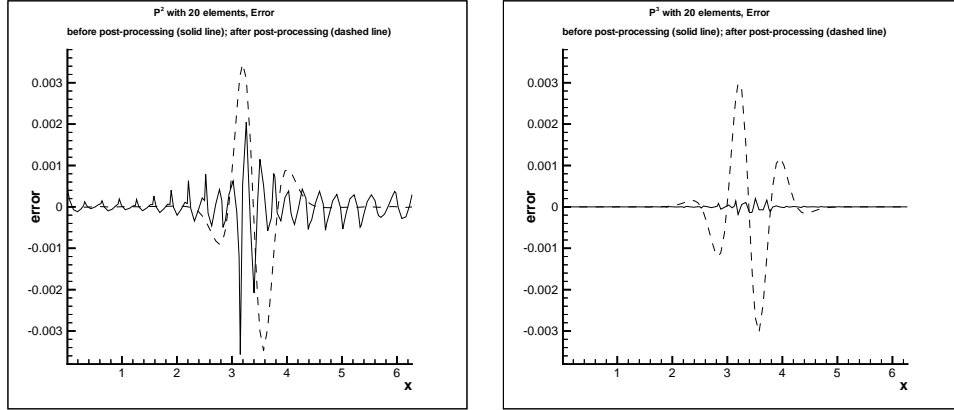 P² with 20 elements, Error
before post-processing (solid line); after post-processing (dashed line)
error
0.003
0.002
0.001
0
-0.001
-0.002
-0.003
1 2 3 4 5 6
x
P³ with 20 elements, Error
before post-processing (solid line); after post-processing (dashed line)
error
0.003
0.002
0.001
0
-0.001
-0.002
-0.003
1 2 3 4 5 6
x